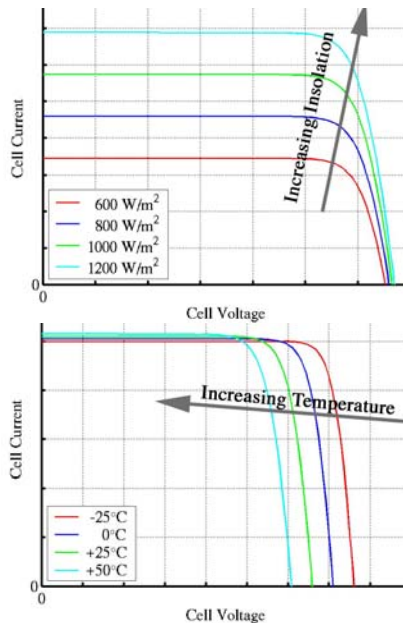 Cell Current
Increasing Insolation
600 W/m²
800 W/m²
1000 W/m²
1200 W/m²
0
0
Cell Voltage
Cell Current
Increasing Temperature
-25°C
0°C
+25°C
+50°C
0
0
Cell Voltage